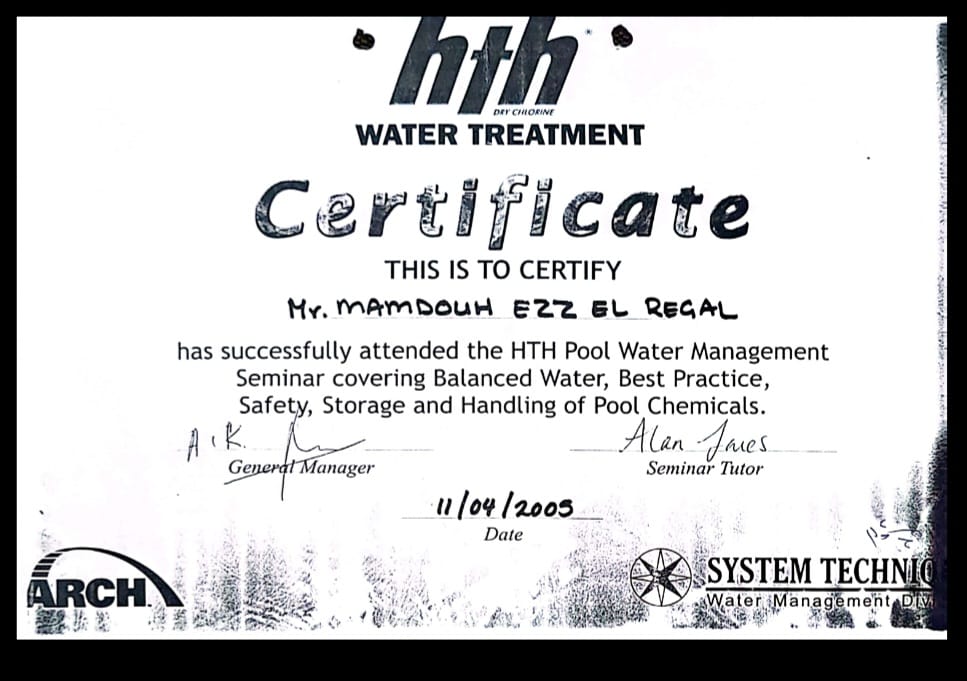 hth
DRY CHLORINE
WATER TREATMENT
Certificate
THIS IS TO CERTIFY
Mr. MAMDOUH EZZ EL REGAL
has successfully attended the HTH Pool Water Management
Seminar covering Balanced Water, Best Practice,
Safety, Storage and Handling of Pool Chemicals.
A.K.
Alan Jones
General Manager
Seminar Tutor
11/04/2005
Date
ARCH
SYSTEM TECHNIQ
Water Management Div